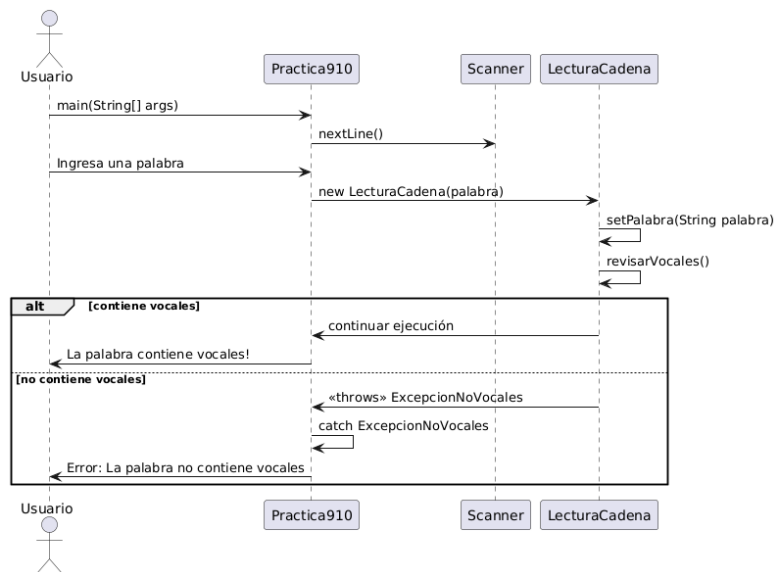 Usuario
Practica910
Scanner
LecturaCadena
main(String[] args)
nextLine()
Ingresa una palabra
new LecturaCadena(palabra)
setPalabra(String palabra)
revisarVocales()
alt [contiene vocales]
continuar ejecución
La palabra contiene vocales!
[no contiene vocales]
«throws» ExcepcionNoVocales
catch ExcepcionNoVocales
Error: La palabra no contiene vocales
Usuario
Practica910
Scanner
LecturaCadena